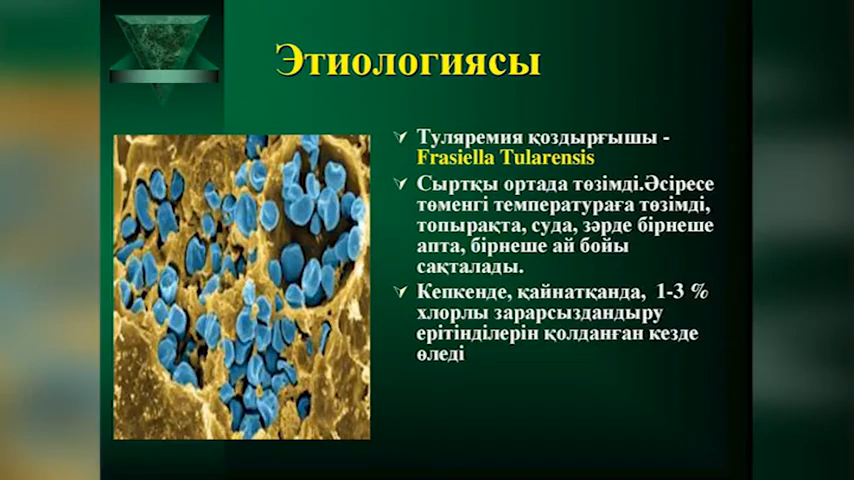 Этиологиясы
Туляремия қоздырғышы -
Frasiella Tularensis
Сыртқы ортада төзімді.Әсіресе
төменгі температураға төзімді,
топырақта, суда, зәрде бірнеше
апта, бірнеше ай бойы
сақталады.
Кепкенде, қайнатқанда, 1-3 %
хлорлы зарарсыздандыру
ерітінділерін қолданған кезде
өледі